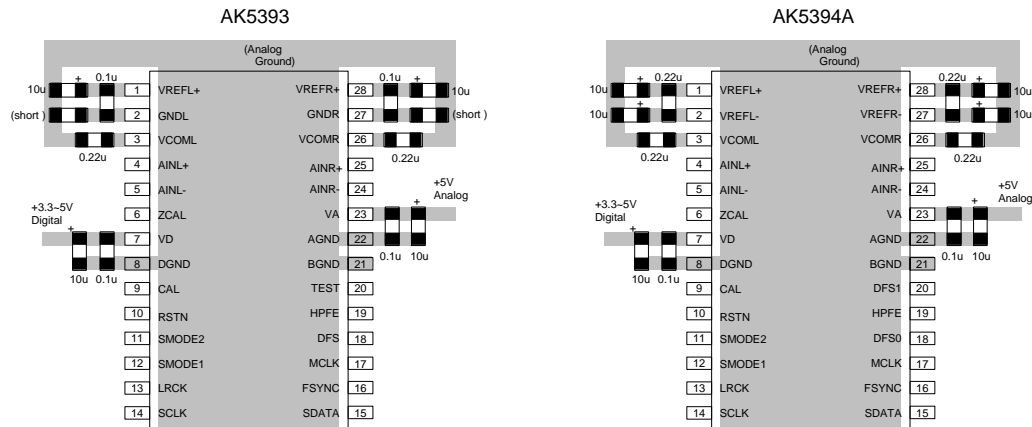 AK5393
(Analog
Ground)
10u
+
0.1u
(short )
0.22u
0.1u
+
10u
(short )
0.22u
1 VREFL+ VREFR+ 28
2 GNDL GNDR 27
3 VCOML VCOMR 26
4 AINL+ AINR+ 25
5 AINL- AINR- 24
6 ZCAL VA 23
7 VD AGND 22
8 DGND BGND 21
9 CAL TEST 20
10 RSTN HPFE 19
11 SMODE2 DFS 18
12 SMODE1 MCLK 17
13 LRCK FSYNC 16
14 SCLK SDATA 15
+3.3~5V
Digital
+
10u 0.1u
+5V
Analog
+
0.1u 10u
AK5394A
(Analog
Ground)
10u
+
0.22u
10u
+
0.22u
0.22u
+
10u
+
10u
0.22u
1 VREFL+ VREFR+ 28
2 VREFL- VREFR- 27
3 VCOML VCOMR 26
4 AINL+ AINR+ 25
5 AINL- AINR- 24
6 ZCAL VA 23
7 VD AGND 22
8 DGND BGND 21
9 CAL DFS1 20
10 RSTN HPFE 19
11 SMODE2 DFS0 18
12 SMODE1 MCLK 17
13 LRCK FSYNC 16
14 SCLK SDATA 15
+3.3~5V
Digital
+
10u 0.1u
+5V
Analog
+
0.1u 10u